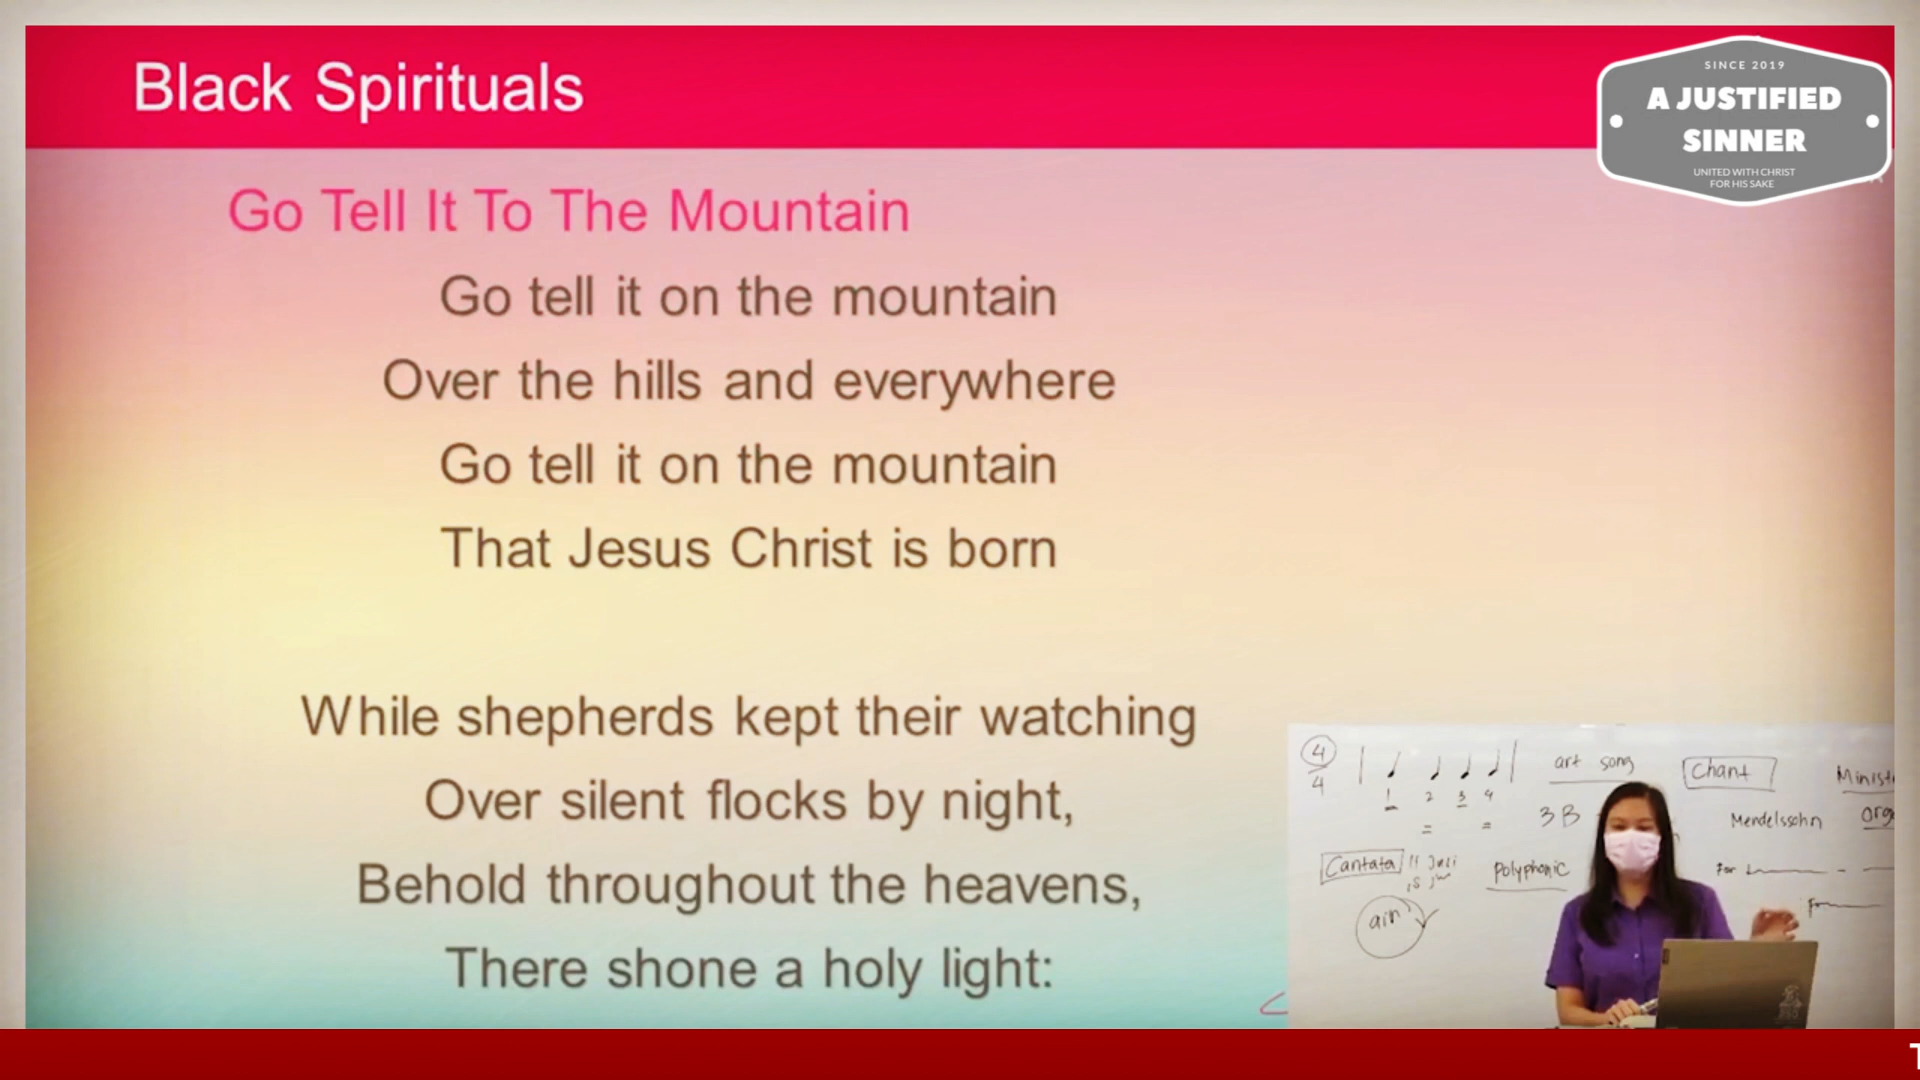 Black Spirituals
SINCE 2019
A JUSTIFIED
SINNER
UNITED WITH CHRIST
FOR HIS SAKE
Go Tell It To The Mountain
Go tell it on the mountain
Over the hills and everywhere
Go tell it on the mountain
That Jesus Christ is born
While shepherds kept their watching
Over silent flocks by night,
Behold throughout the heavens,
There shone a holy light:
4
4
1 2 3 4
art song
Chant
3 B
Mendelssohn
Cantata
Polyphonic
For
air
T